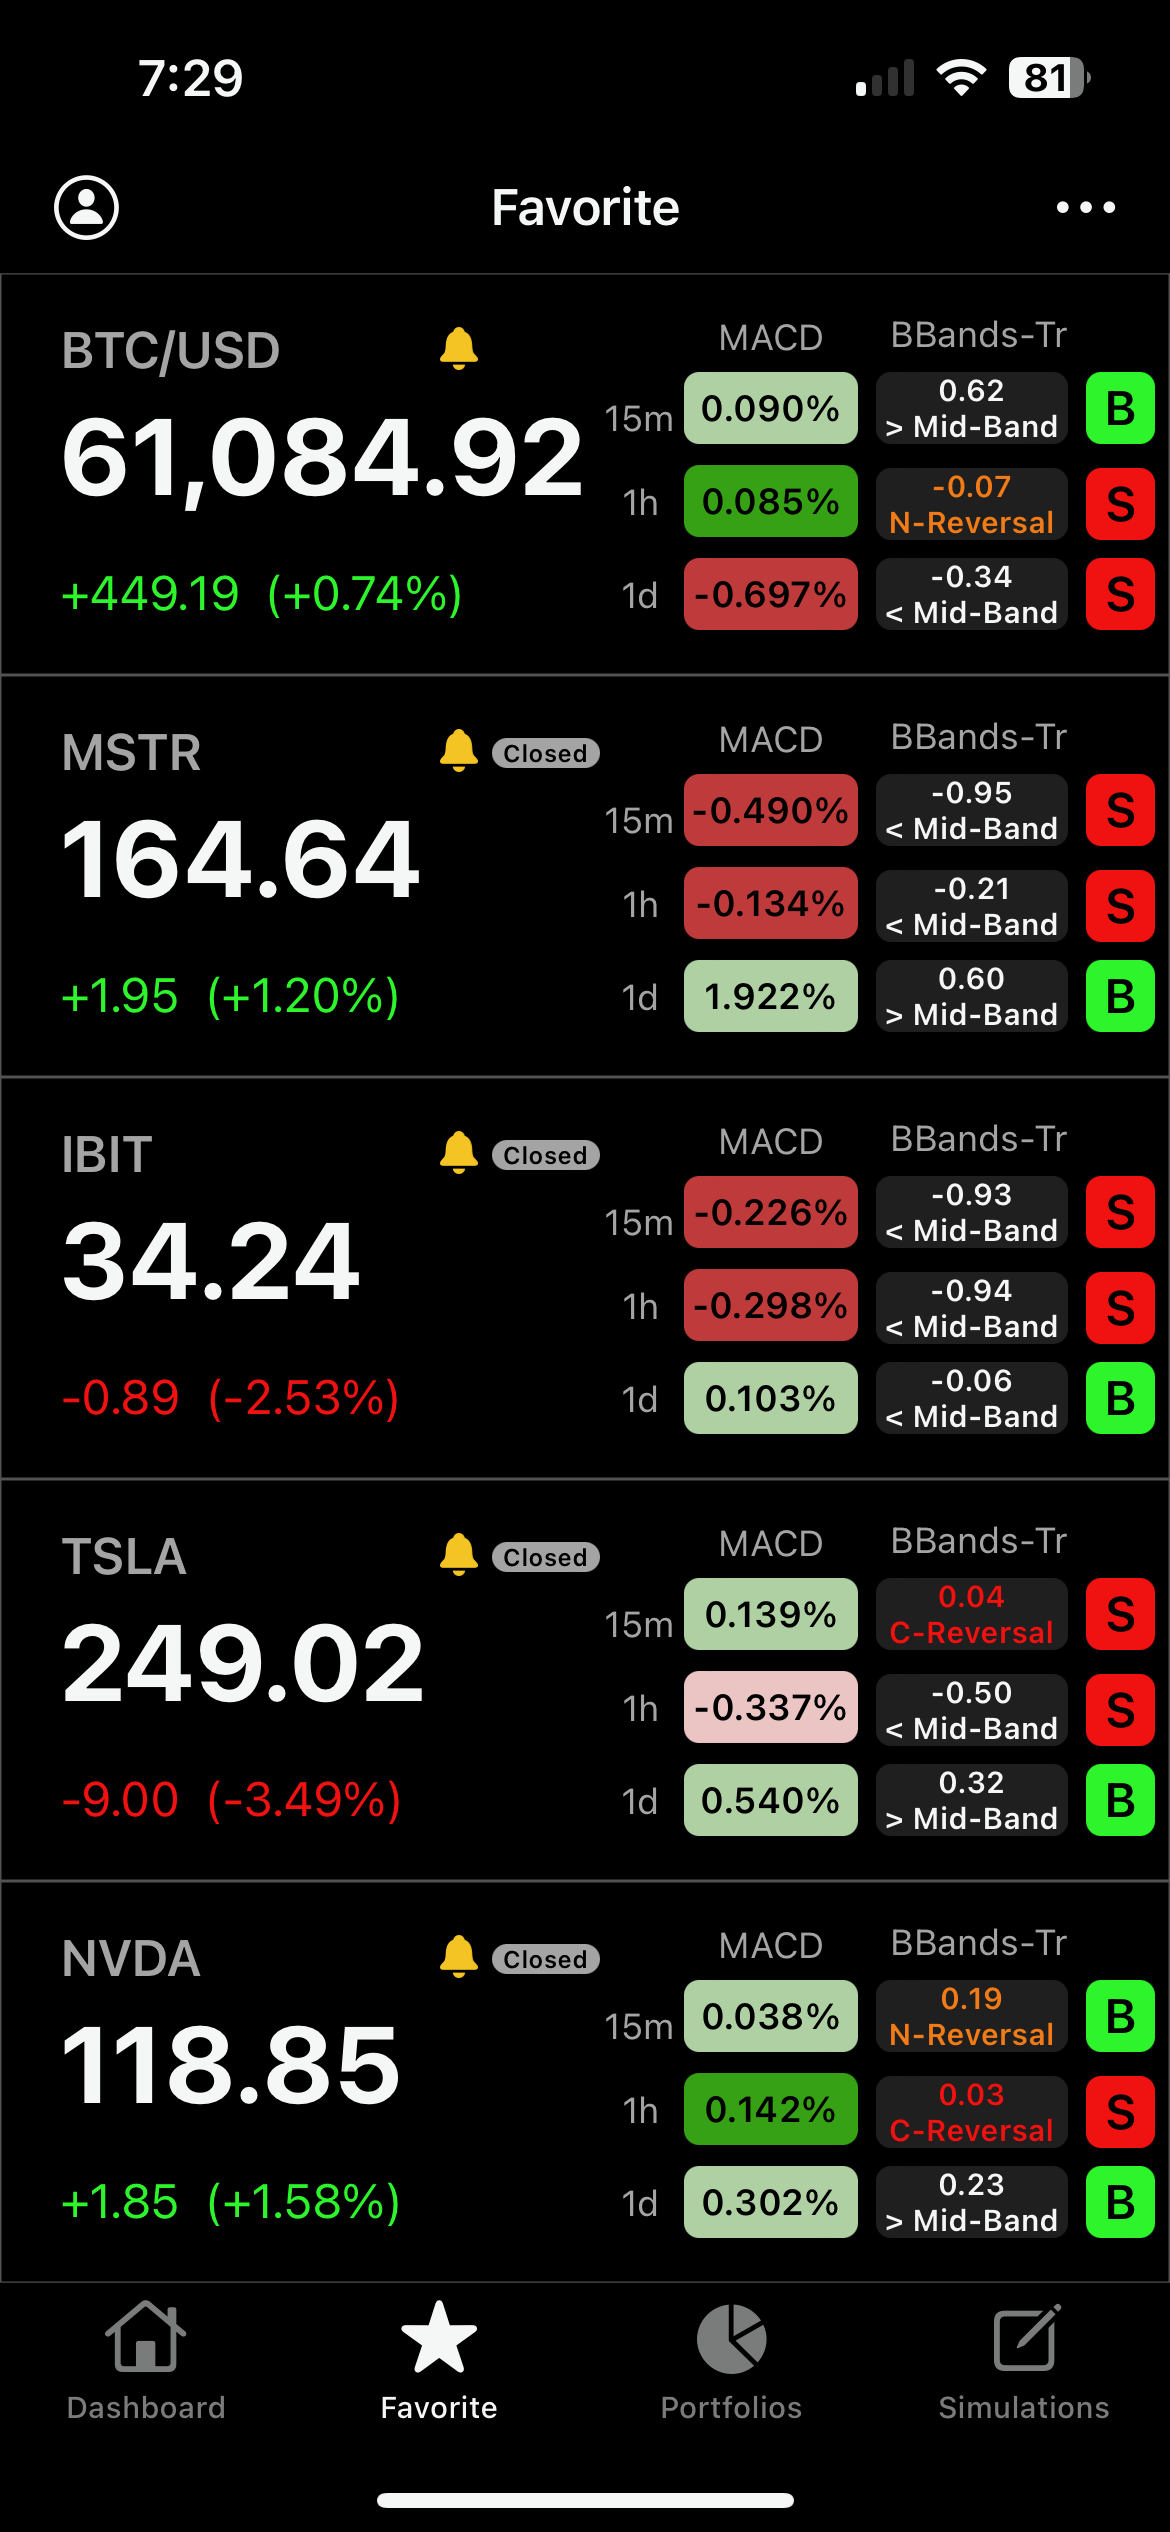 7:29
81
Favorite
BTC/USD
MACD
BBands-Tr
61,084.92
15m
0.090%
0.62
> Mid-Band
B
1h
0.085%
-0.07
N-Reversal
S
+449.19 (+0.74%)
1d
-0.697%
-0.34
< Mid-Band
S
MSTR
Closed
MACD
BBands-Tr
164.64
15m
-0.490%
-0.95
< Mid-Band
S
1h
-0.134%
-0.21
< Mid-Band
S
+1.95 (+1.20%)
1d
1.922%
0.60
> Mid-Band
B
IBIT
Closed
MACD
BBands-Tr
34.24
15m
-0.226%
-0.93
< Mid-Band
S
1h
-0.298%
-0.94
< Mid-Band
S
-0.89 (-2.53%)
1d
0.103%
-0.06
< Mid-Band
B
TSLA
Closed
MACD
BBands-Tr
249.02
15m
0.139%
0.04
C-Reversal
S
1h
-0.337%
-0.50
< Mid-Band
S
-9.00 (-3.49%)
1d
0.540%
0.32
> Mid-Band
B
NVDA
Closed
MACD
BBands-Tr
118.85
15m
0.038%
0.19
N-Reversal
B
1h
0.142%
0.03
C-Reversal
S
+1.85 (+1.58%)
1d
0.302%
0.23
> Mid-Band
B
Dashboard
Favorite
Portfolios
Simulations